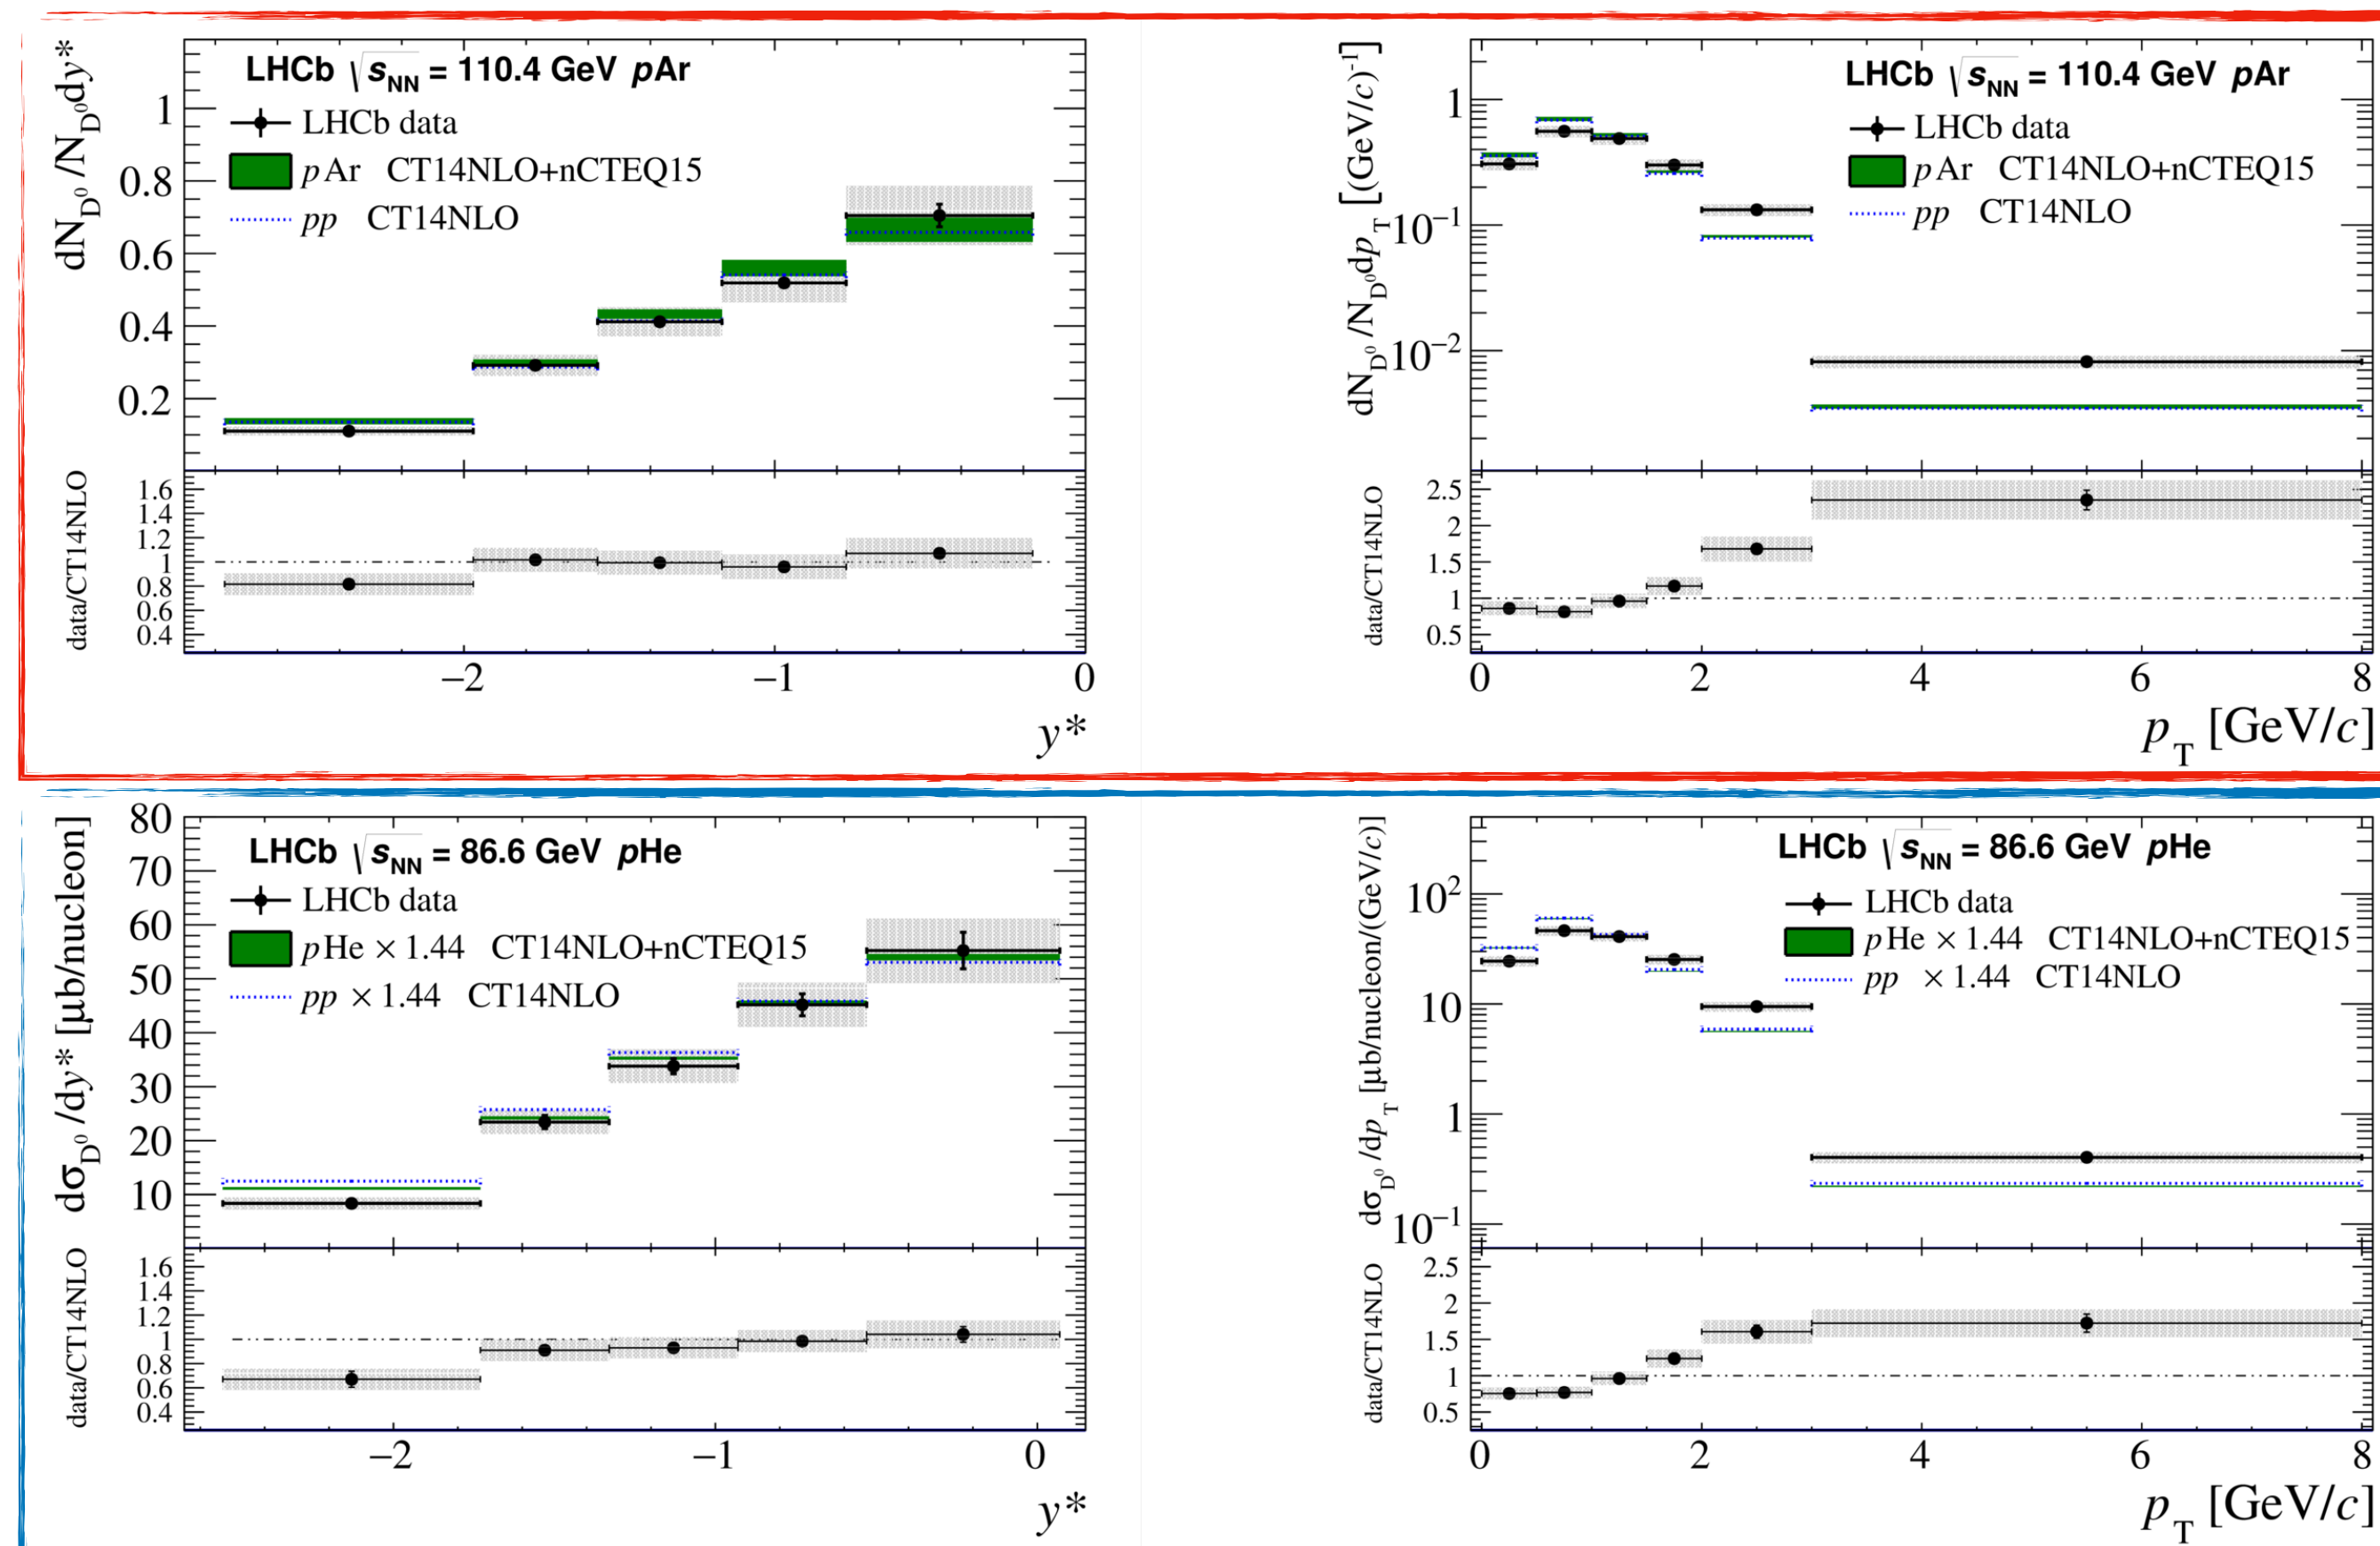 LHCb √sNN = 110.4 GeV pAr
LHCb data
pAr CT14NLO+nCTEQ15
pp CT14NLO
dN_D⁰/N_D⁰dy*
1
0.8
0.6
0.4
0.2
data/CT14NLO
1.6
1.4
1.2
1
0.8
0.6
0.4
−2 −1 0
y*
LHCb √sNN = 110.4 GeV pAr
LHCb data
pAr CT14NLO+nCTEQ15
pp CT14NLO
dN_D⁰/N_D⁰dp_T [(GeV/c)⁻¹]
1
10⁻¹
10⁻²
data/CT14NLO
2.5
2
1.5
1
0.5
0 2 4 6 8
p_T [GeV/c]
LHCb √sNN = 86.6 GeV pHe
LHCb data
pHe × 1.44 CT14NLO+nCTEQ15
pp × 1.44 CT14NLO
dσ_D⁰/dy* [μb/nucleon]
80
70
60
50
40
30
20
10
data/CT14NLO
1.6
1.4
1.2
1
0.8
0.6
0.4
−2 −1 0
y*
LHCb √sNN = 86.6 GeV pHe
LHCb data
pHe × 1.44 CT14NLO+nCTEQ15
pp × 1.44 CT14NLO
dσ_D⁰/dp_T [μb/nucleon/(GeV/c)]
10²
10
1
10⁻¹
data/CT14NLO
2.5
2
1.5
1
0.5
0 2 4 6 8
p_T [GeV/c]